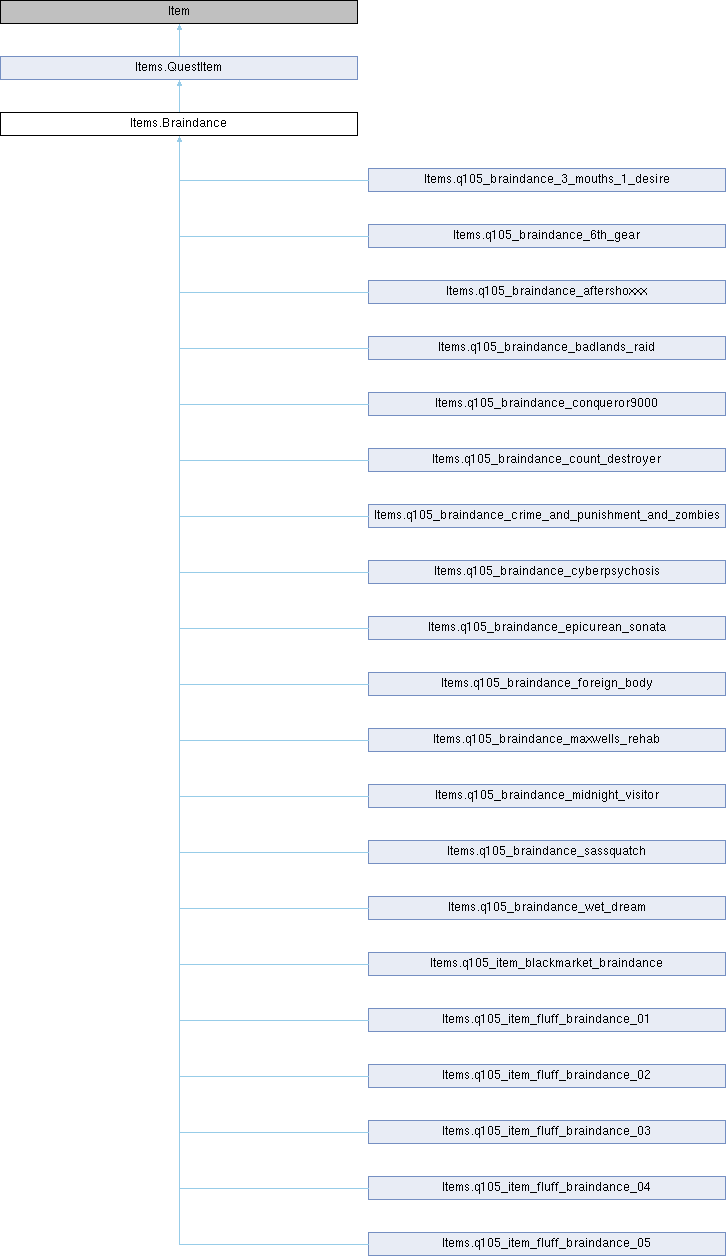 Item
Items.QuestItem
Items.Braindance
Items.q105_braindance_3_mouths_1_desire
Items.q105_braindance_6th_gear
Items.q105_braindance_aftershoxxx
Items.q105_braindance_badlands_raid
Items.q105_braindance_conqueror9000
Items.q105_braindance_count_destroyer
Items.q105_braindance_crime_and_punishment_and_zombies
Items.q105_braindance_cyberpsychosis
Items.q105_braindance_epicurean_sonata
Items.q105_braindance_foreign_body
Items.q105_braindance_maxwells_rehab
Items.q105_braindance_midnight_visitor
Items.q105_braindance_sassquatch
Items.q105_braindance_wet_dream
Items.q105_item_blackmarket_braindance
Items.q105_item_fluff_braindance_01
Items.q105_item_fluff_braindance_02
Items.q105_item_fluff_braindance_03
Items.q105_item_fluff_braindance_04
Items.q105_item_fluff_braindance_05